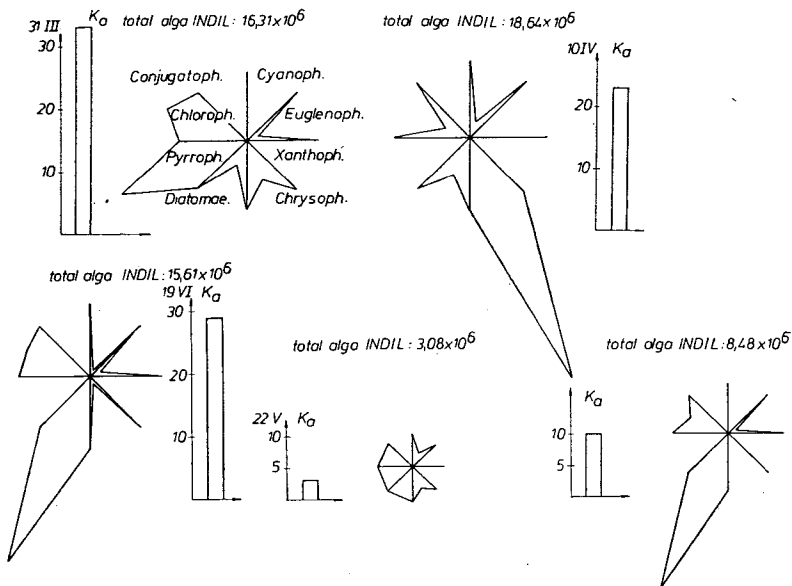 31 III Ka total alga INDIL: 16,31x10⁶
30
20
10
Conjugatoph. Cyanoph.
Chloroph. Euglenoph.
Pyrroph. Xanthoph.
Diatomae. Chrysoph.
total alga INDIL: 18,64x10⁶
10 IV Ka
20
10
total alga INDIL: 15,61x10⁶
19 VI Ka
30
20
10
total alga INDIL: 3,08x10⁶
22 V Ka
10
5
total alga INDIL: 8,48x10⁶
Ka
10
5